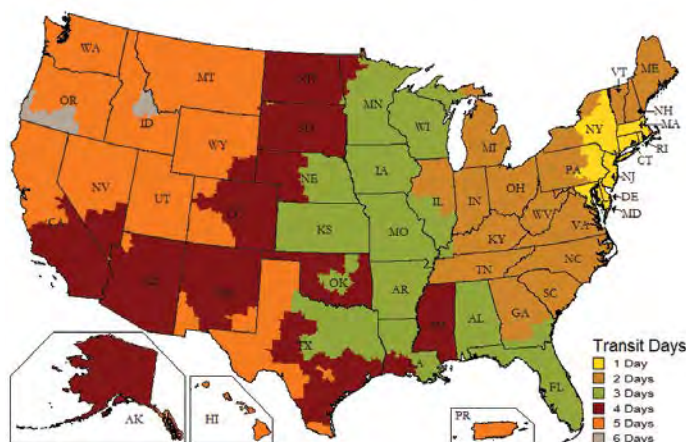 WA
MT
ND
MN
VT
ME
OR
ID
SD
WI
NY
NH
MA
WY
MI
RI
CT
NE
IA
PA
NJ
NV
UT
IL
IN
OH
DE
MD
CA
KS
MO
WV
VA
KY
NC
TN
OK
AR
SC
AL
GA
TX
FL
AK
HI
PR
Transit Days
1 Day
2 Days
3 Days
4 Days
5 Days
6 Days